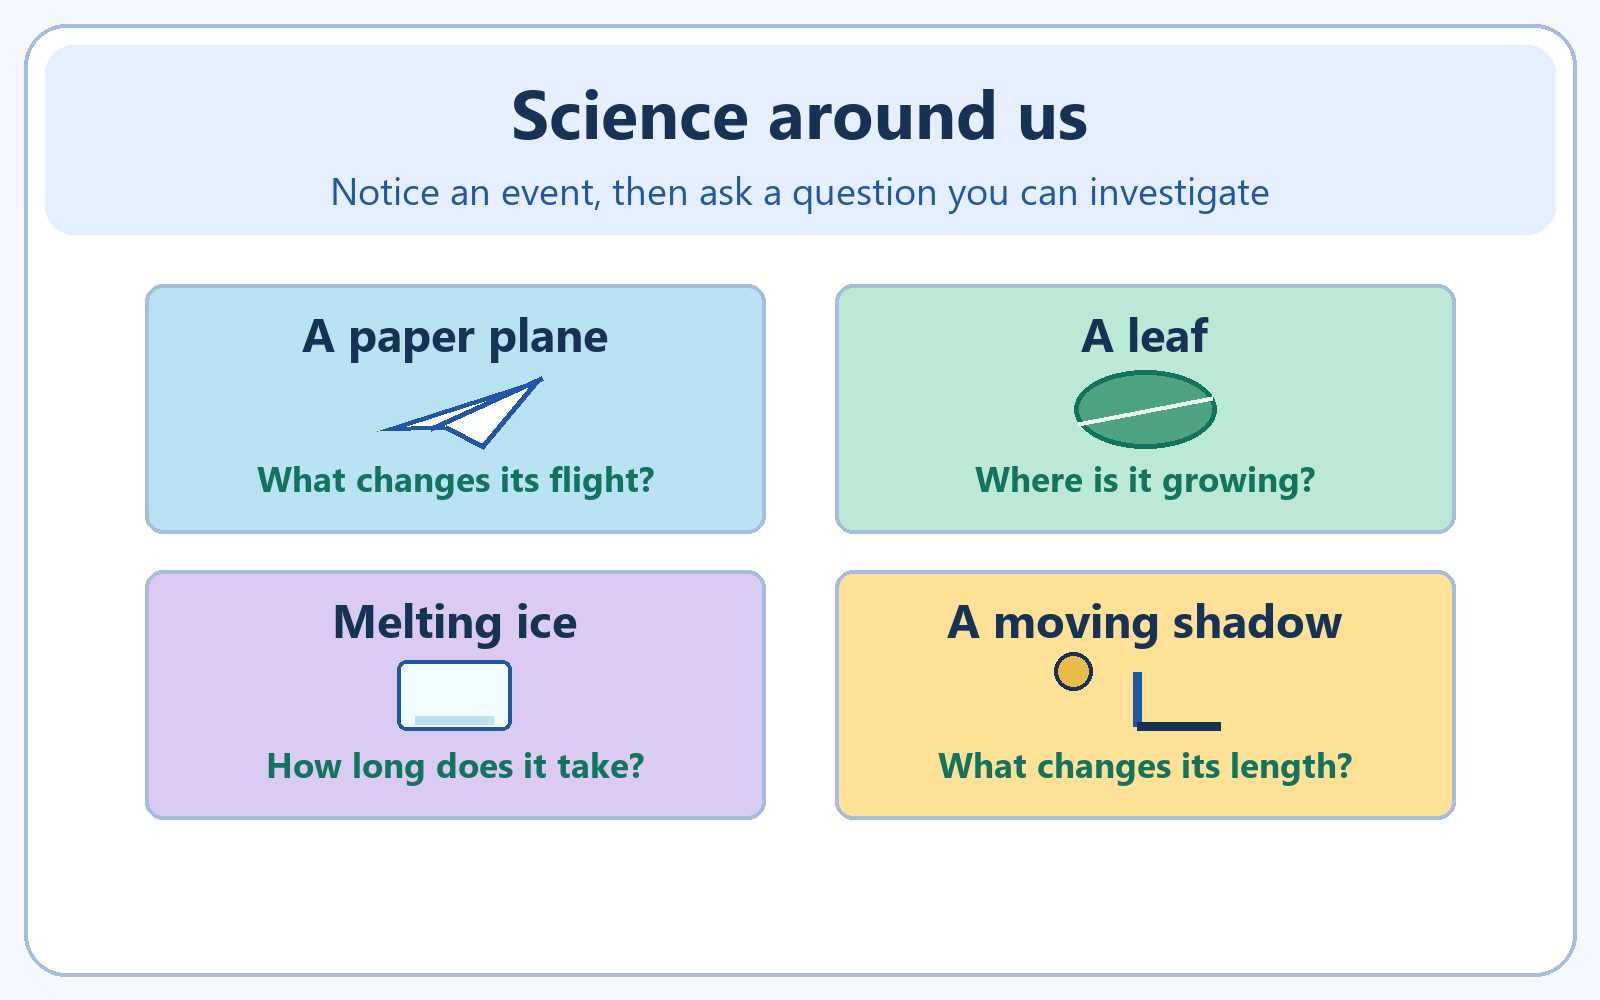 Science around us
Notice an event, then ask a question you can investigate
A paper plane
What changes its flight?
A leaf
Where is it growing?
Melting ice
How long does it take?
A moving shadow
What changes its length?